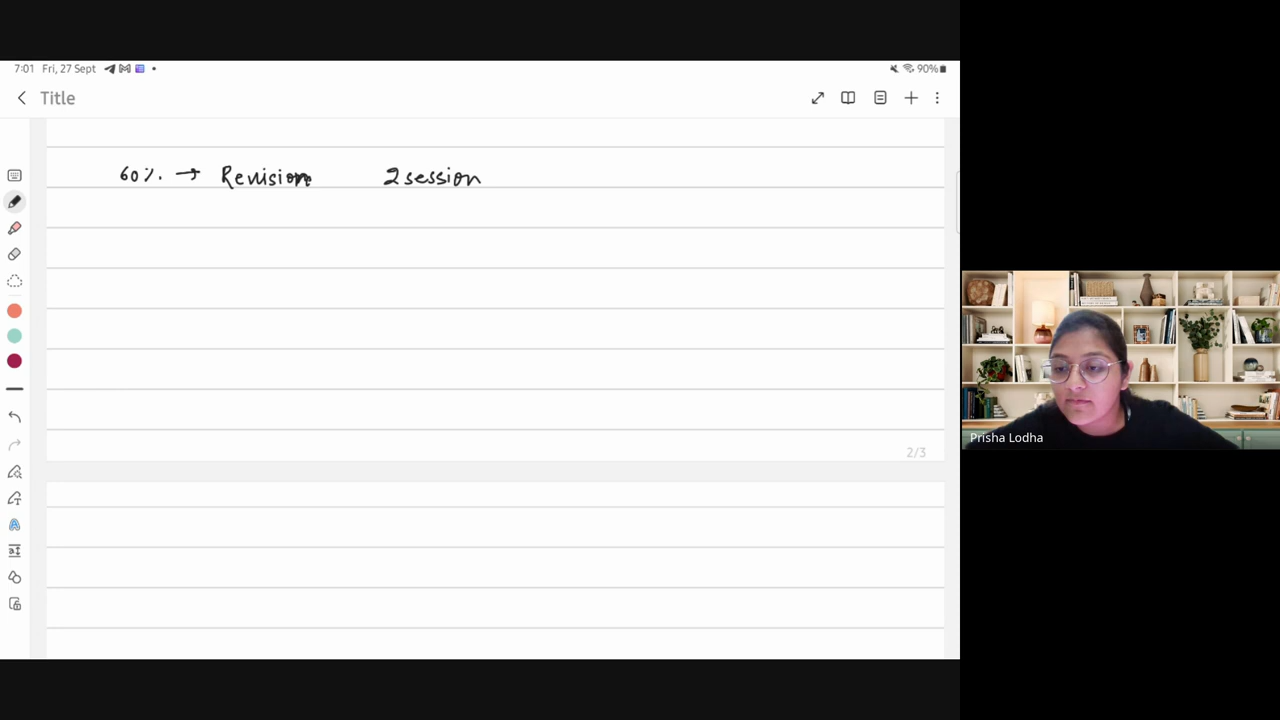 7:01 Fri, 27 Sept 90%
Title
60% → Revision 2 session
2/3
Prisha Lodha